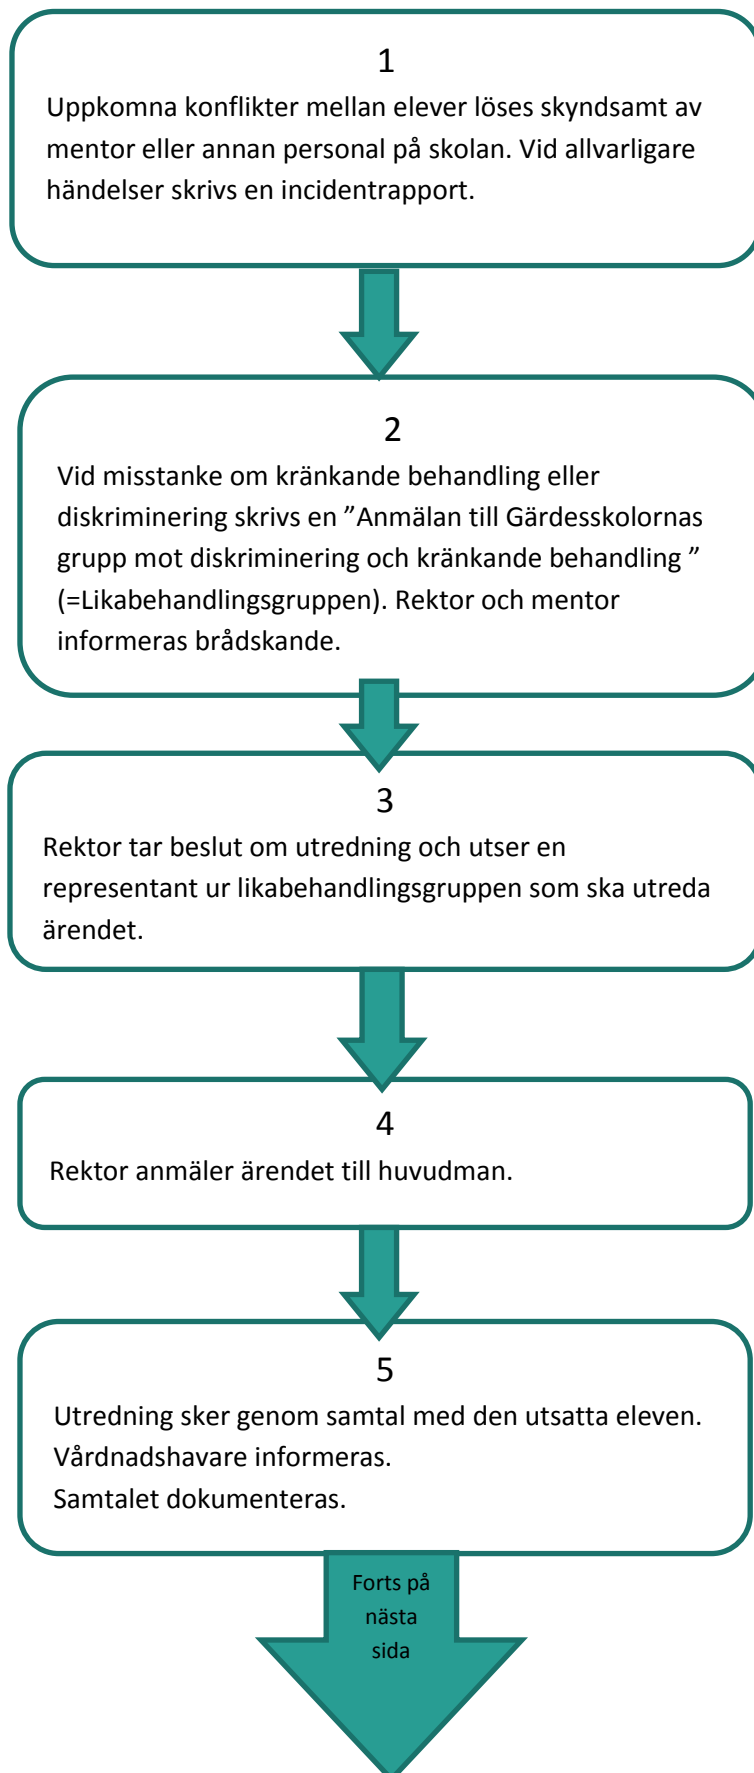 1
Uppkomna konflikter mellan elever löses skyndsamt av
mentor eller annan personal på skolan. Vid allvarligare
händelser skrivs en incidentrapport.
2
Vid misstanke om kränkande behandling eller
diskriminering skrivs en ”Anmälan till Gärdesskolornas
grupp mot diskriminering och kränkande behandling ”
(=Likabehandlingsgruppen). Rektor och mentor
informeras brådskande.
3
Rektor tar beslut om utredning och utser en
representant ur likabehandlingsgruppen som ska utreda
ärendet.
4
Rektor anmäler ärendet till huvudman.
5
Utredning sker genom samtal med den utsatta eleven.
Vårdnadshavare informeras.
Samtalet dokumenteras.
Forts på
nästa
sida